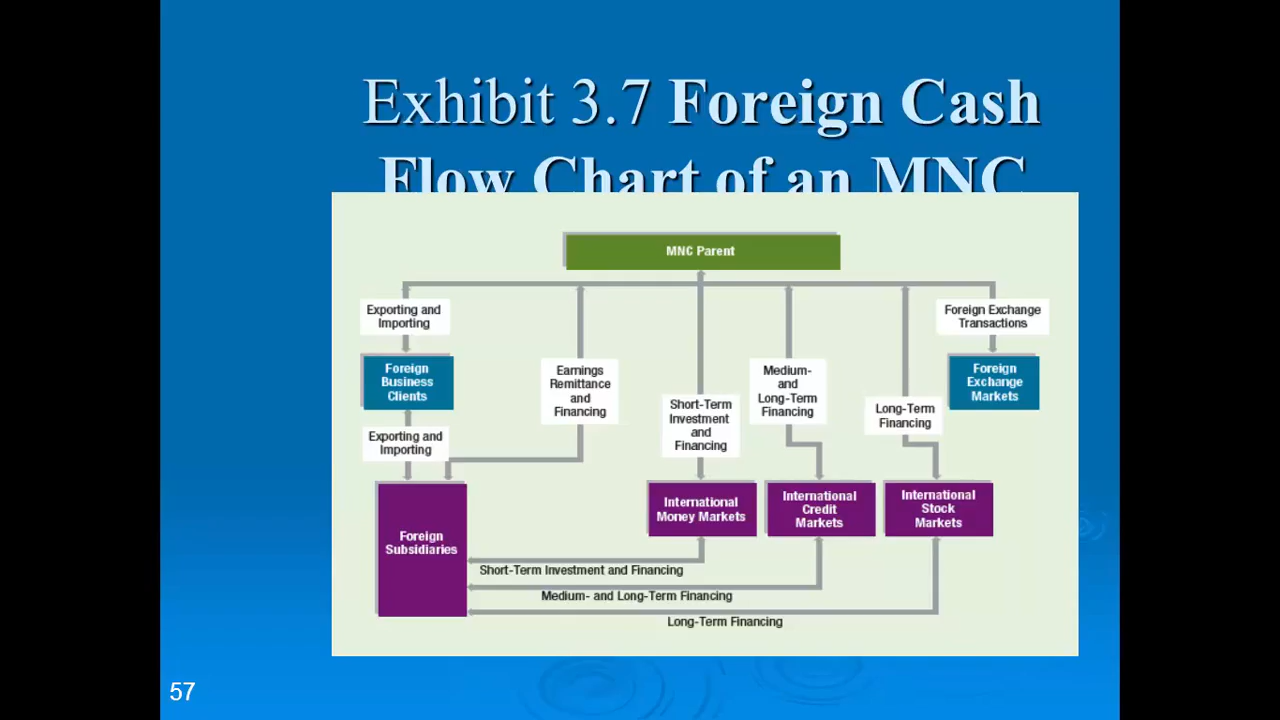 Exhibit 3.7 Foreign Cash
Flow Chart of an MNC
MNC Parent
Exporting and
Importing
Foreign Exchange
Transactions
Foreign
Business
Clients
Earnings
Remittance
and
Financing
Short-Term
Investment
and
Financing
Medium-
and
Long-Term
Financing
Long-Term
Financing
Foreign
Exchange
Markets
Exporting and
Importing
Foreign
Subsidiaries
International
Money Markets
International
Credit
Markets
International
Stock
Markets
Short-Term Investment and Financing
Medium- and Long-Term Financing
Long-Term Financing
57